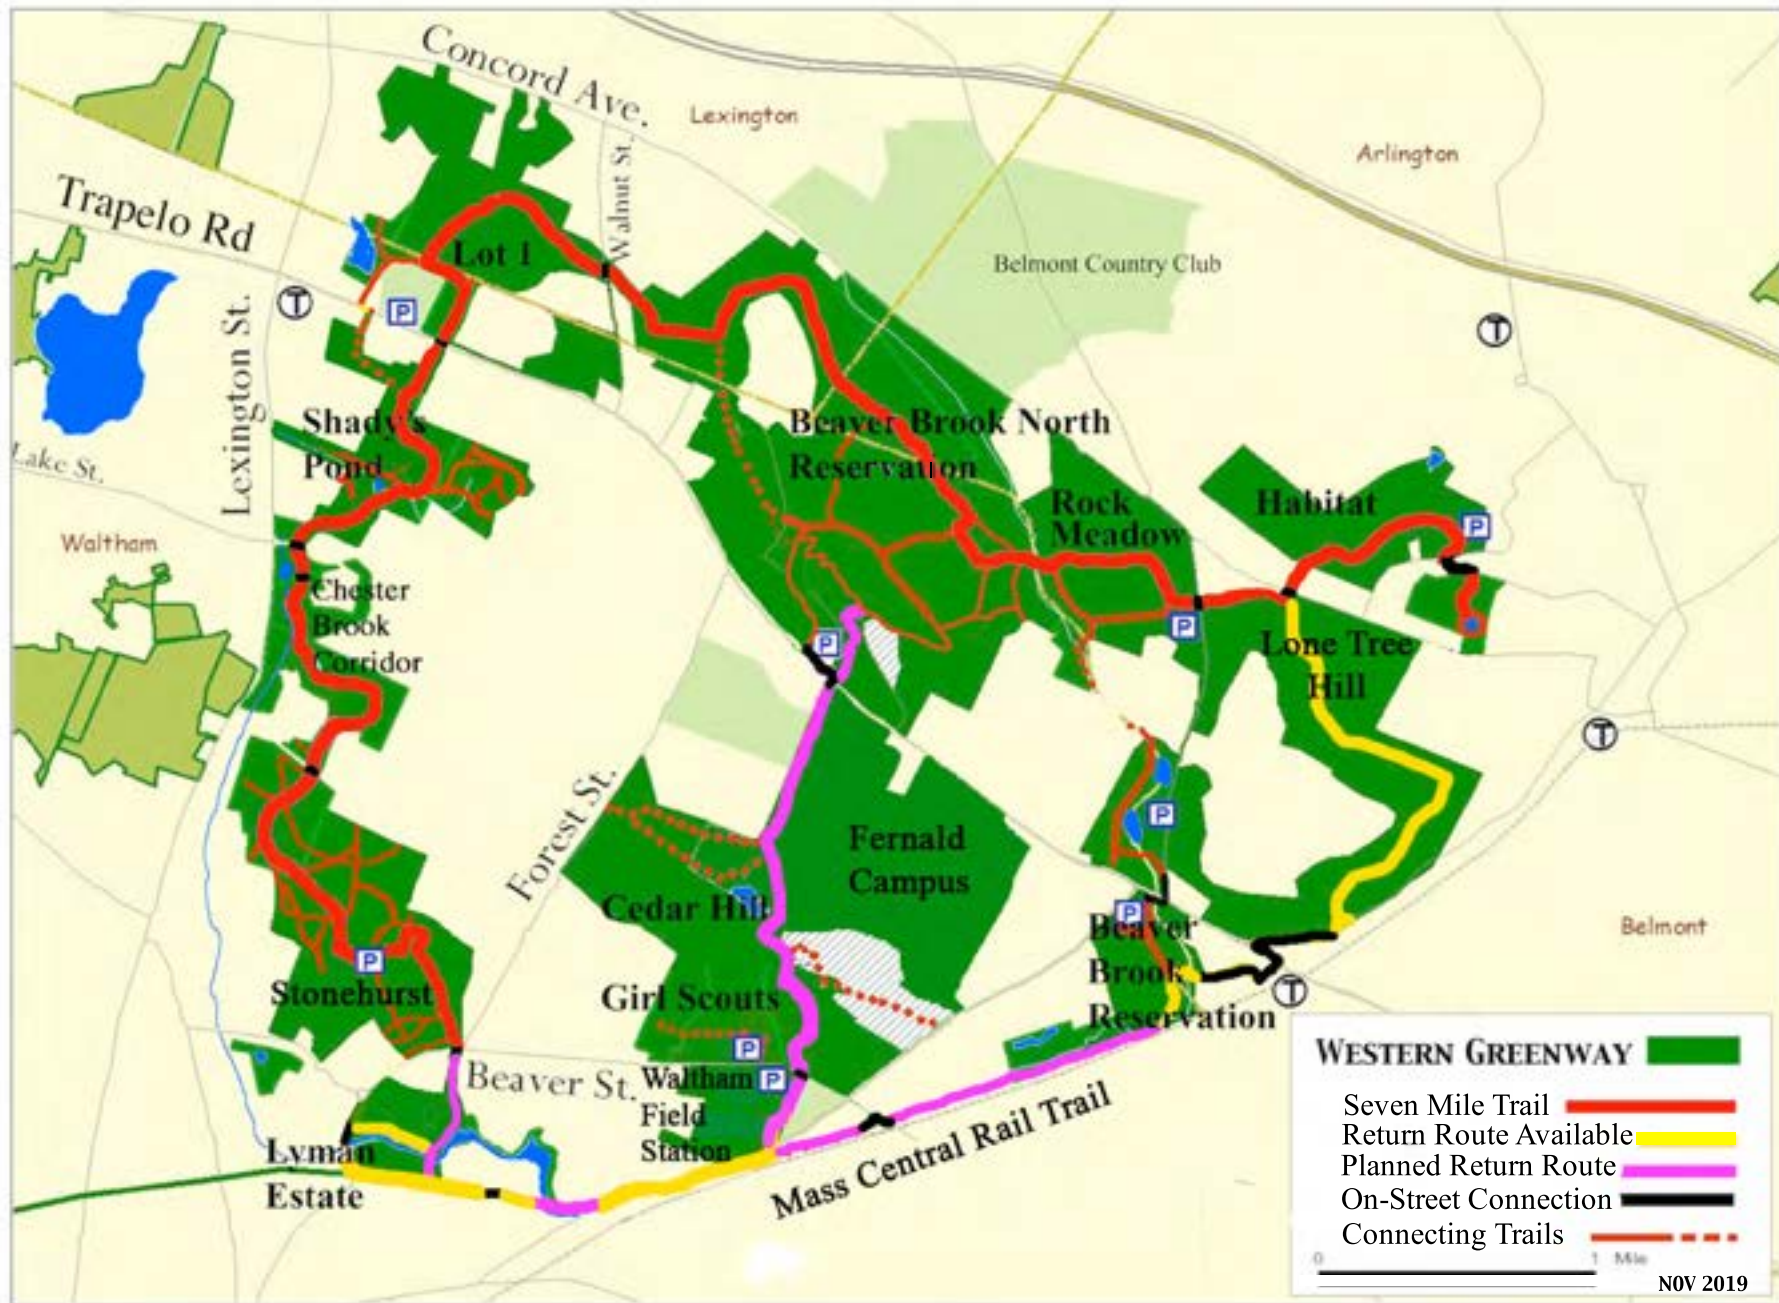 Concord Ave.
Lexington
Arlington
Walnut St.
Trapelo Rd
Lot 1
Belmont Country Club
T
P
T
Lexington St.
Shady's
Pond
Beaver Brook North
Reservation
Lake St.
Rock
Meadow
Habitat
P
Waltham
Chester
Brook
Corridor
P
P
Lone Tree
Hill
T
Forest St.
P
Fernald
Campus
Cedar Hill
P
Beaver
Brook
Reservation
Belmont
P
Stonehurst
Girl Scouts
T
P
Beaver St.
Waltham
Field
Station
P
Lyman
Estate
Mass Central Rail Trail
WESTERN GREENWAY
Seven Mile Trail
Return Route Available
Planned Return Route
On-Street Connection
Connecting Trails
0 1 Mile
NOV 2019